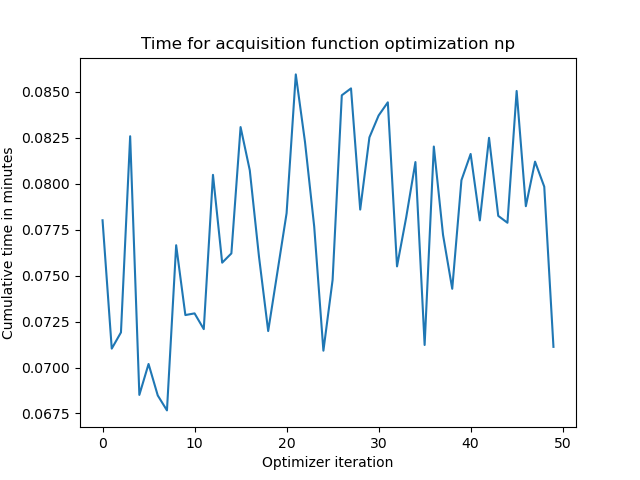 Time for acquisition function optimization np
Cumulative time in minutes
0.0850
0.0825
0.0800
0.0775
0.0750
0.0725
0.0700
0.0675
0 10 20 30 40 50
Optimizer iteration